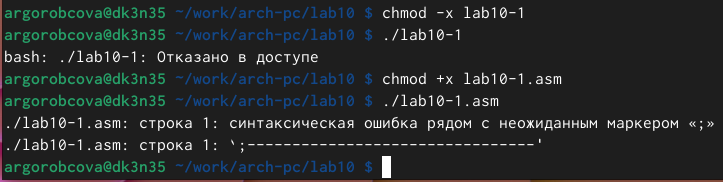 argorobcova@dk3n35 ~/work/arch-pc/lab10 $ chmod -x lab10-1
argorobcova@dk3n35 ~/work/arch-pc/lab10 $ ./lab10-1
bash: ./lab10-1: Отказано в доступе
argorobcova@dk3n35 ~/work/arch-pc/lab10 $ chmod +x lab10-1.asm
argorobcova@dk3n35 ~/work/arch-pc/lab10 $ ./lab10-1.asm
./lab10-1.asm: строка 1: синтаксическая ошибка рядом с неожиданным маркером «;»
./lab10-1.asm: строка 1: `;--------------------------------'
argorobcova@dk3n35 ~/work/arch-pc/lab10 $